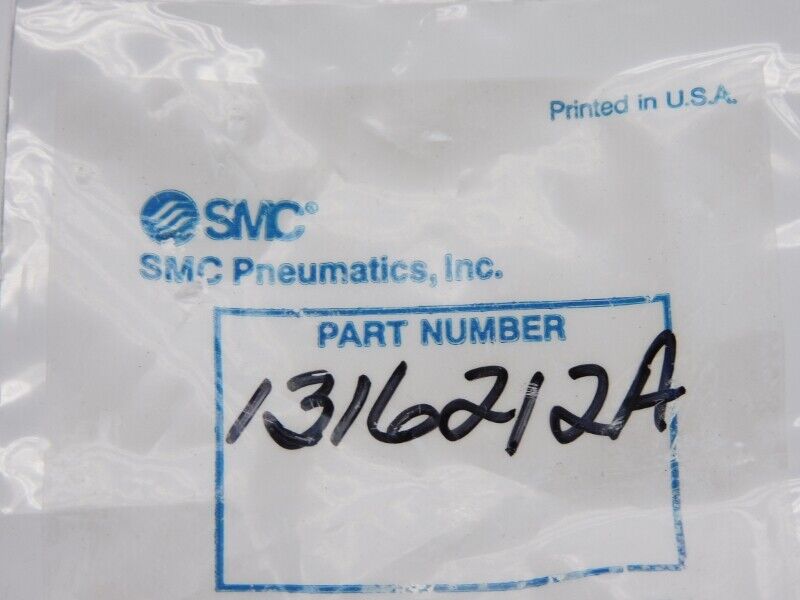 Printed in U.S.A.
SMC®
SMC Pneumatics, Inc.
PART NUMBER
1316212A